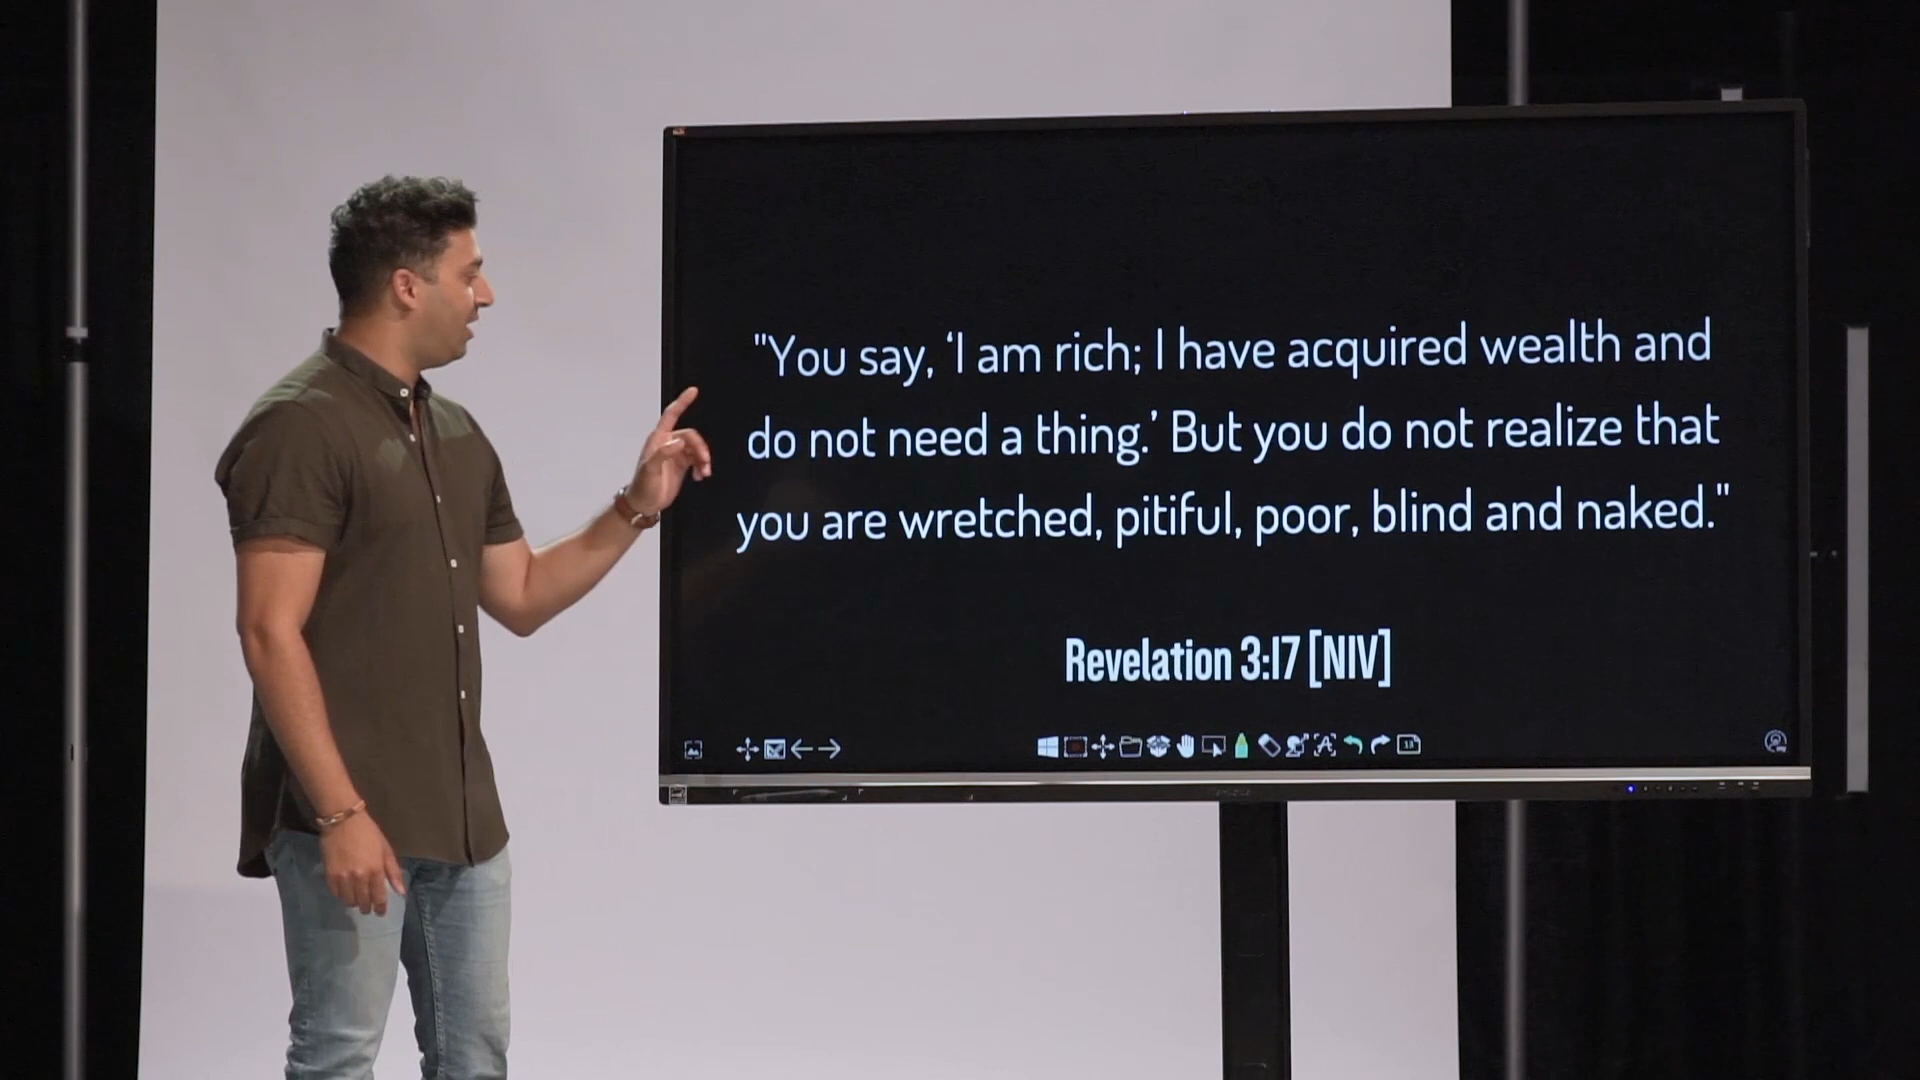 "You say, ‘I am rich; I have acquired wealth and
do not need a thing.’ But you do not realize that
you are wretched, pitiful, poor, blind and naked."
Revelation 3:17 [NIV]
13